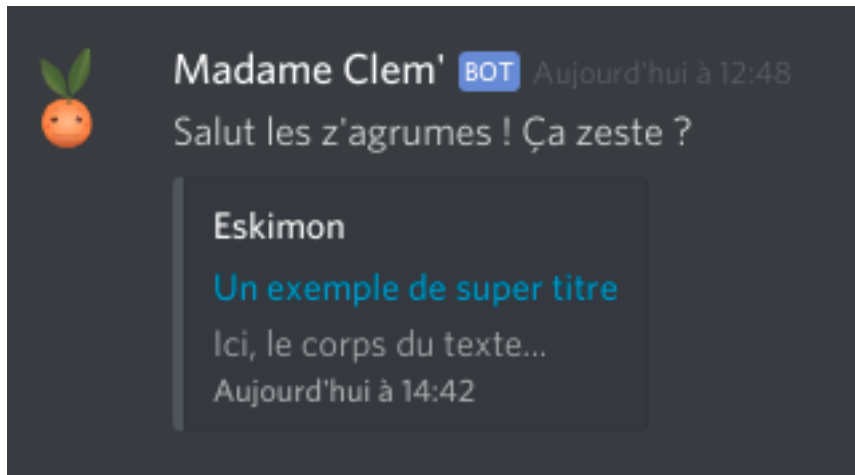 Madame Clem' BOT Aujourd'hui à 12:48
Salut les z'agrumes ! Ça zeste ?
Eskimon
Un exemple de super titre
Ici, le corps du texte...
Aujourd'hui à 14:42